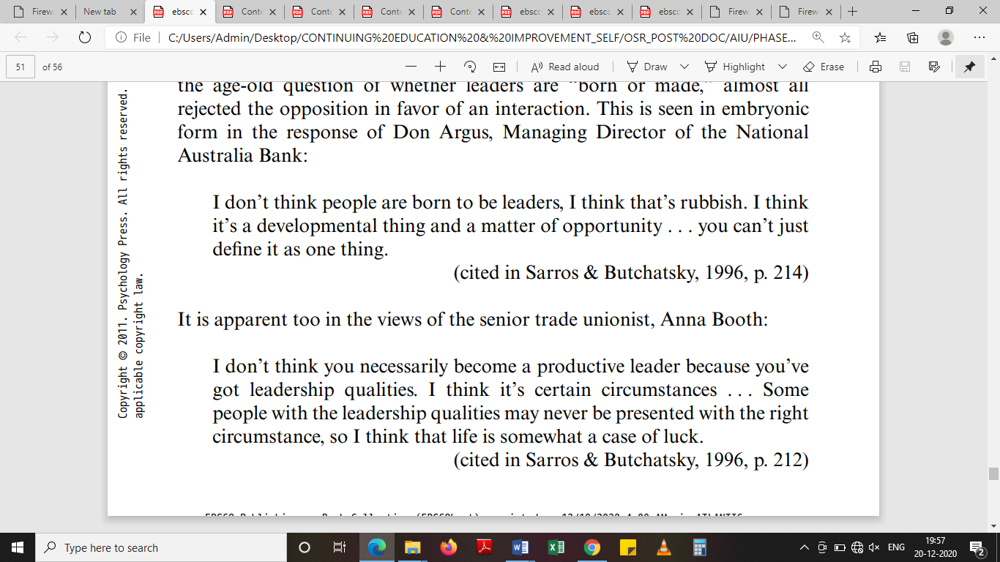 Firew
New tab
ebsco
Conte
Conte
Conte
Conte
ebsco
ebsco
ebsco
Firew
Firew
File
C:/Users/Admin/Desktop/CONTINUING%20EDUCATION%20&%20IMPROVEMENT_SELF/OSR_POST%20DOC/AIU/PHASE...
51 of 56
Read aloud
Draw
Highlight
Erase
the age-old question of whether leaders are “born or made,” almost all
rejected the opposition in favor of an interaction. This is seen in embryonic
form in the response of Don Argus, Managing Director of the National
Australia Bank:
I don’t think people are born to be leaders, I think that’s rubbish. I think
it’s a developmental thing and a matter of opportunity . . . you can’t just
define it as one thing.
(cited in Sarros & Butchatsky, 1996, p. 214)
It is apparent too in the views of the senior trade unionist, Anna Booth:
I don’t think you necessarily become a productive leader because you’ve
got leadership qualities. I think it’s certain circumstances . . . Some
people with the leadership qualities may never be presented with the right
circumstance, so I think that life is somewhat a case of luck.
(cited in Sarros & Butchatsky, 1996, p. 212)
Copyright © 2011. Psychology Press. All rights reserved.
applicable copyright law.
Type here to search
ENG
19:57
20-12-2020
2